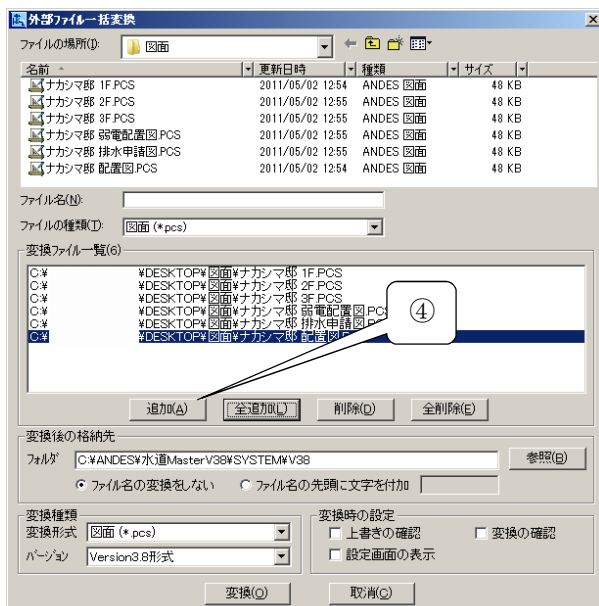 外部ファイル一括変換
ファイルの場所(I): 図面
名前 更新日時 種類 サイズ
ナカシマ邸 1F.PCS 2011/05/02 12:54 ANDES 図面 48 KB
ナカシマ邸 2F.PCS 2011/05/02 12:55 ANDES 図面 48 KB
ナカシマ邸 3F.PCS 2011/05/02 12:55 ANDES 図面 48 KB
ナカシマ邸 弱電配置図.PCS 2011/05/02 12:55 ANDES 図面 48 KB
ナカシマ邸 排水申請図.PCS 2011/05/02 12:55 ANDES 図面 48 KB
ナカシマ邸 配置図.PCS 2011/05/02 12:54 ANDES 図面 48 KB
ファイル名(N):
ファイルの種類(T): 図面 (*.pcs)
変換ファイル一覧(6)
C:¥ ¥DESKTOP¥図面¥ナカシマ邸 1F.PCS
C:¥ ¥DESKTOP¥図面¥ナカシマ邸 2F.PCS
C:¥ ¥DESKTOP¥図面¥ナカシマ邸 3F.PCS
C:¥ ¥DESKTOP¥図面¥ナカシマ邸 弱電配置図.PC
C:¥ ¥DESKTOP¥図面¥ナカシマ邸 排水申請図.PC
C:¥ ¥DESKTOP¥図面¥ナカシマ邸 配置図.P
④
追加(A) 全追加(L) 削除(D) 全削除(E)
変換後の格納先
フォルダ C:¥ANDES¥水道MasterV38¥SYSTEM¥V38 参照(B)
ファイル名の変換をしない ファイル名の先頭に文字を付加
変換種類 変換時の設定
変換形式 図面 (*.pcs) 上書きの確認 変換の確認
バージョン Version3.8形式 設定画面の表示
変換(O) 取消(C)